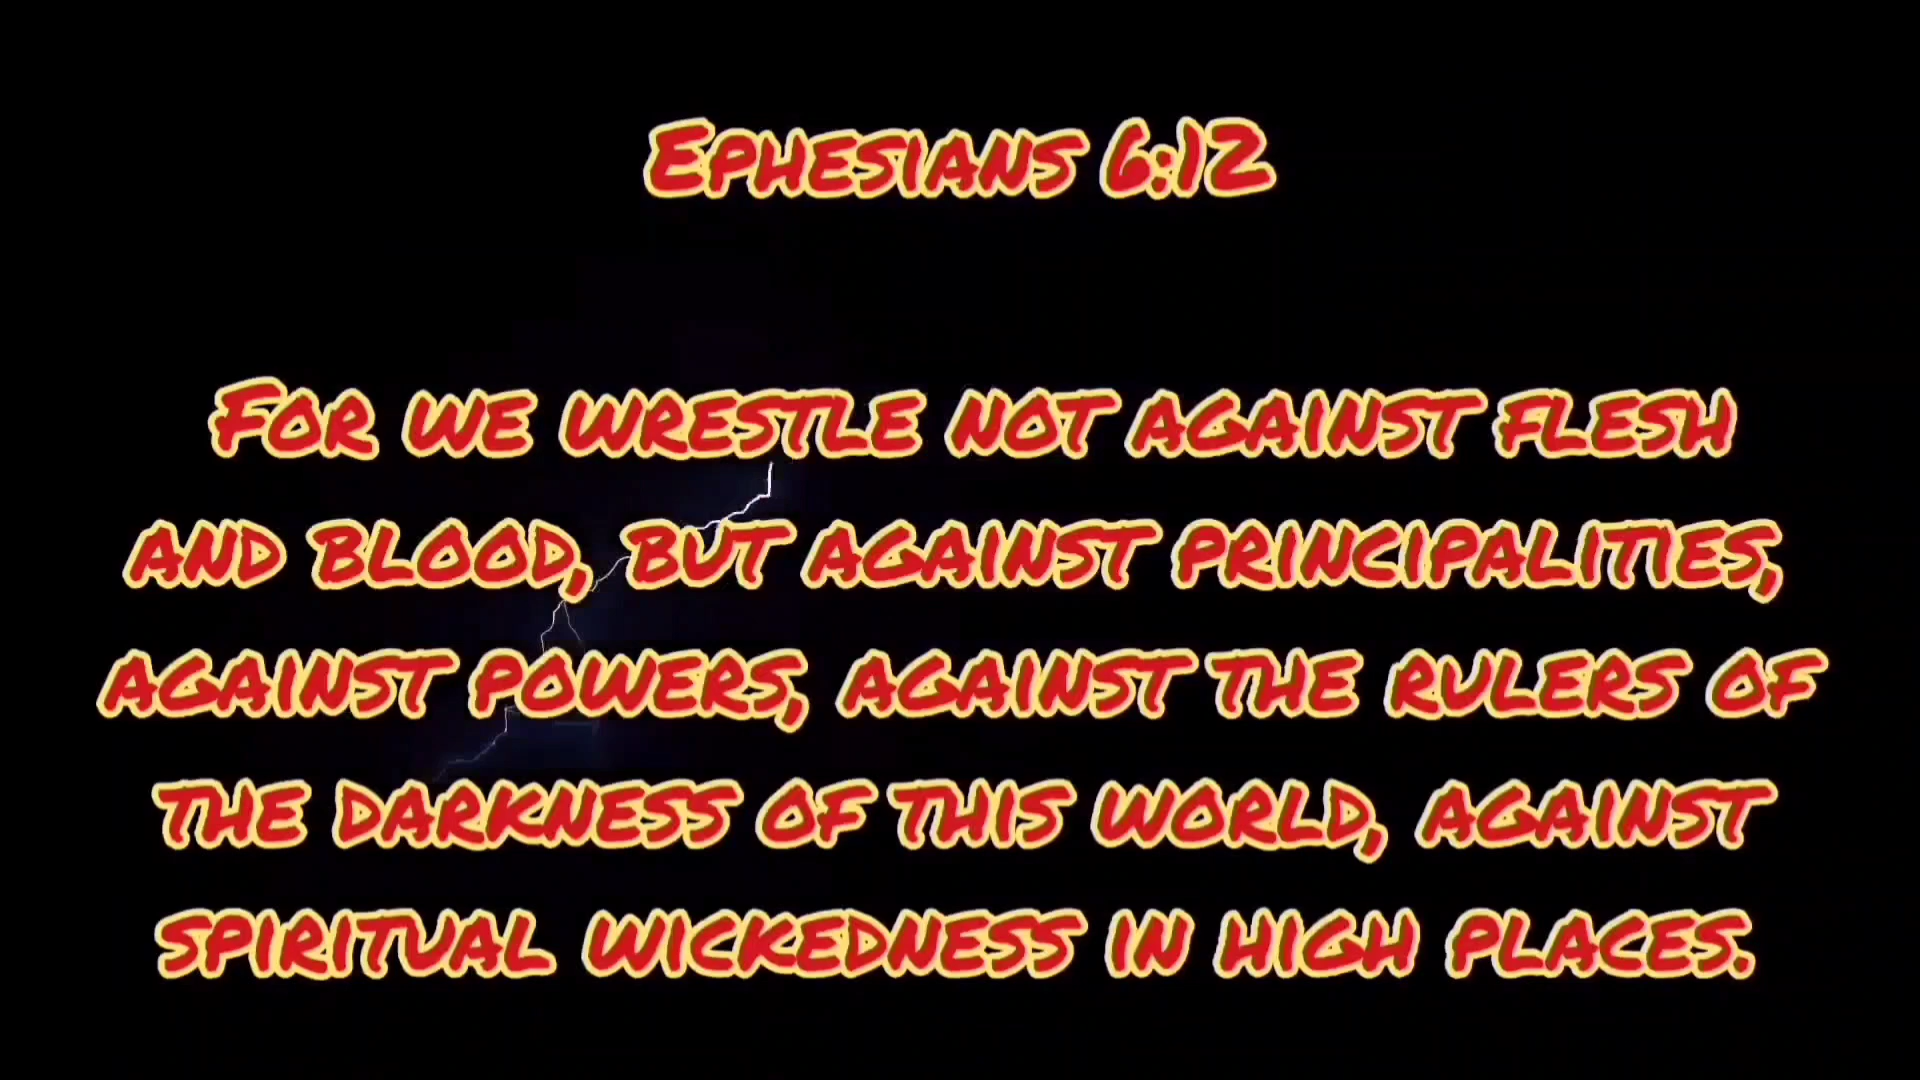 Ephesians 6:12
For we wrestle not against flesh
and blood, but against principalities,
against powers, against the rulers of
the darkness of this world, against
spiritual wickedness in high places.